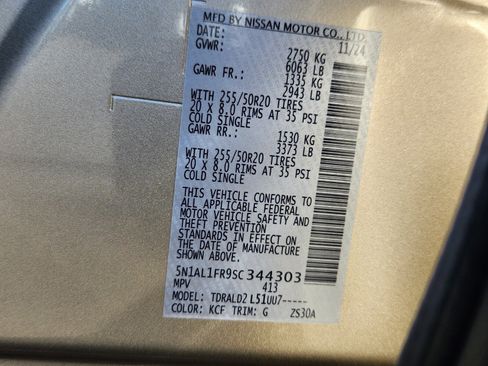 MFD BY NISSAN MOTOR CO., LTD.
DATE: 11/24
GVWR: 2750 KG
6063 LB
GAWR FR.: 1335 KG
2943 LB
WITH 255/50R20 TIRES
20 X 8.0 RIMS AT 35 PSI
COLD SINGLE
GAWR RR.: 1530 KG
3373 LB
WITH 255/50R20 TIRES
20 X 8.0 RIMS AT 35 PSI
COLD SINGLE
THIS VEHICLE CONFORMS TO
ALL APPLICABLE FEDERAL
MOTOR VEHICLE SAFETY AND
THEFT PREVENTION
STANDARDS IN EFFECT ON
THE DATE OF MANUFACTURE
SHOWN ABOVE.
5N1AL1FR9SC344303
MPV 413
MODEL: TDRALD2 L51UU7-----
COLOR: KCF TRIM: G ZS30A